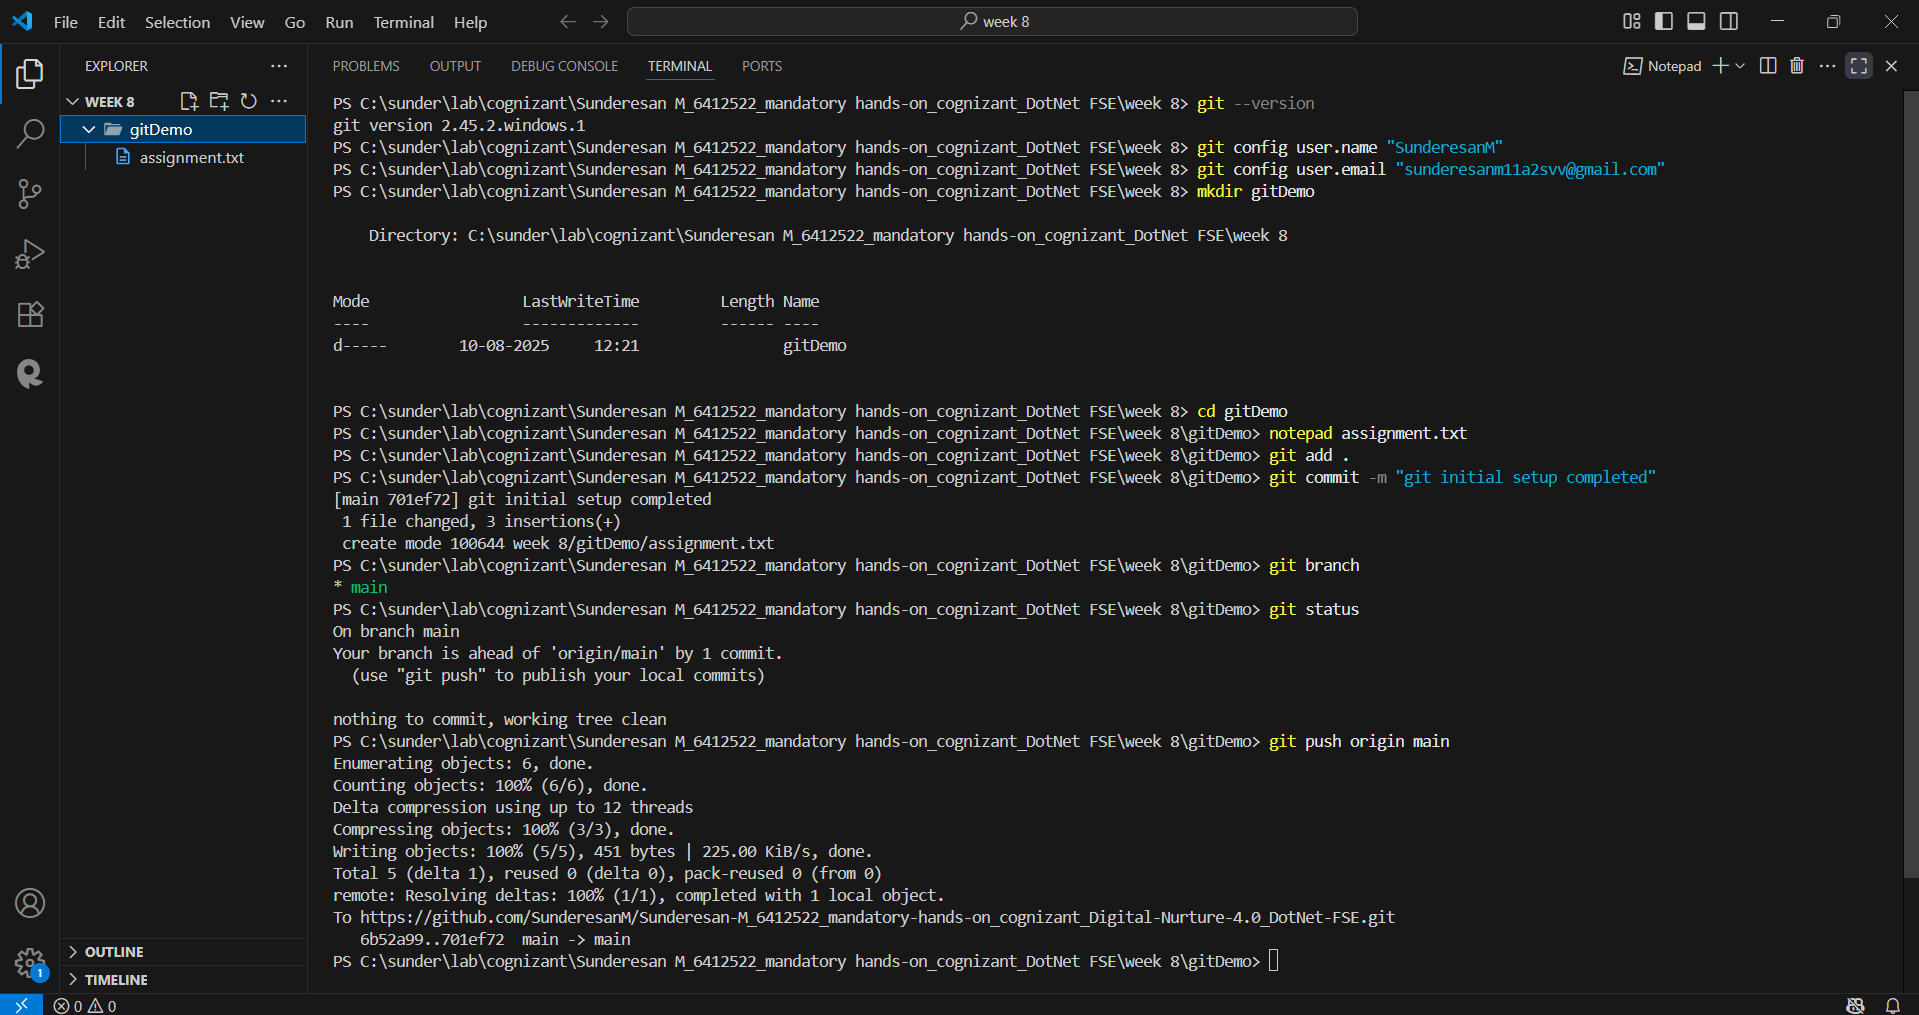 File Edit Selection View Go Run Terminal Help
week 8
EXPLORER
WEEK 8
gitDemo
assignment.txt
OUTLINE
TIMELINE
PROBLEMS OUTPUT DEBUG CONSOLE TERMINAL PORTS
Notepad
PS C:\sunder\lab\cognizant\Sunderesan M_6412522_mandatory hands-on_cognizant_DotNet FSE\week 8> git --version
git version 2.45.2.windows.1
PS C:\sunder\lab\cognizant\Sunderesan M_6412522_mandatory hands-on_cognizant_DotNet FSE\week 8> git config user.name "SunderesanM"
PS C:\sunder\lab\cognizant\Sunderesan M_6412522_mandatory hands-on_cognizant_DotNet FSE\week 8> git config user.email "sunderesanm11a2svv@gmail.com"
PS C:\sunder\lab\cognizant\Sunderesan M_6412522_mandatory hands-on_cognizant_DotNet FSE\week 8> mkdir gitDemo
Directory: C:\sunder\lab\cognizant\Sunderesan M_6412522_mandatory hands-on_cognizant_DotNet FSE\week 8
Mode LastWriteTime Length Name
---- ------------- ------ ----
d----- 10-08-2025 12:21 gitDemo
PS C:\sunder\lab\cognizant\Sunderesan M_6412522_mandatory hands-on_cognizant_DotNet FSE\week 8> cd gitDemo
PS C:\sunder\lab\cognizant\Sunderesan M_6412522_mandatory hands-on_cognizant_DotNet FSE\week 8\gitDemo> notepad assignment.txt
PS C:\sunder\lab\cognizant\Sunderesan M_6412522_mandatory hands-on_cognizant_DotNet FSE\week 8\gitDemo> git add .
PS C:\sunder\lab\cognizant\Sunderesan M_6412522_mandatory hands-on_cognizant_DotNet FSE\week 8\gitDemo> git commit -m "git initial setup completed"
[main 701ef72] git initial setup completed
1 file changed, 3 insertions(+)
create mode 100644 week 8/gitDemo/assignment.txt
PS C:\sunder\lab\cognizant\Sunderesan M_6412522_mandatory hands-on_cognizant_DotNet FSE\week 8\gitDemo> git branch
* main
PS C:\sunder\lab\cognizant\Sunderesan M_6412522_mandatory hands-on_cognizant_DotNet FSE\week 8\gitDemo> git status
On branch main
Your branch is ahead of 'origin/main' by 1 commit.
(use "git push" to publish your local commits)
nothing to commit, working tree clean
PS C:\sunder\lab\cognizant\Sunderesan M_6412522_mandatory hands-on_cognizant_DotNet FSE\week 8\gitDemo> git push origin main
Enumerating objects: 6, done.
Counting objects: 100% (6/6), done.
Delta compression using up to 12 threads
Compressing objects: 100% (3/3), done.
Writing objects: 100% (5/5), 451 bytes | 225.00 KiB/s, done.
Total 5 (delta 1), reused 0 (delta 0), pack-reused 0 (from 0)
remote: Resolving deltas: 100% (1/1), completed with 1 local object.
To https://github.com/SunderesanM/Sunderesan-M_6412522_mandatory-hands-on_cognizant_Digital-Nurture-4.0_DotNet-FSE.git
6b52a99..701ef72 main -> main
PS C:\sunder\lab\cognizant\Sunderesan M_6412522_mandatory hands-on_cognizant_DotNet FSE\week 8\gitDemo>
1
0 0